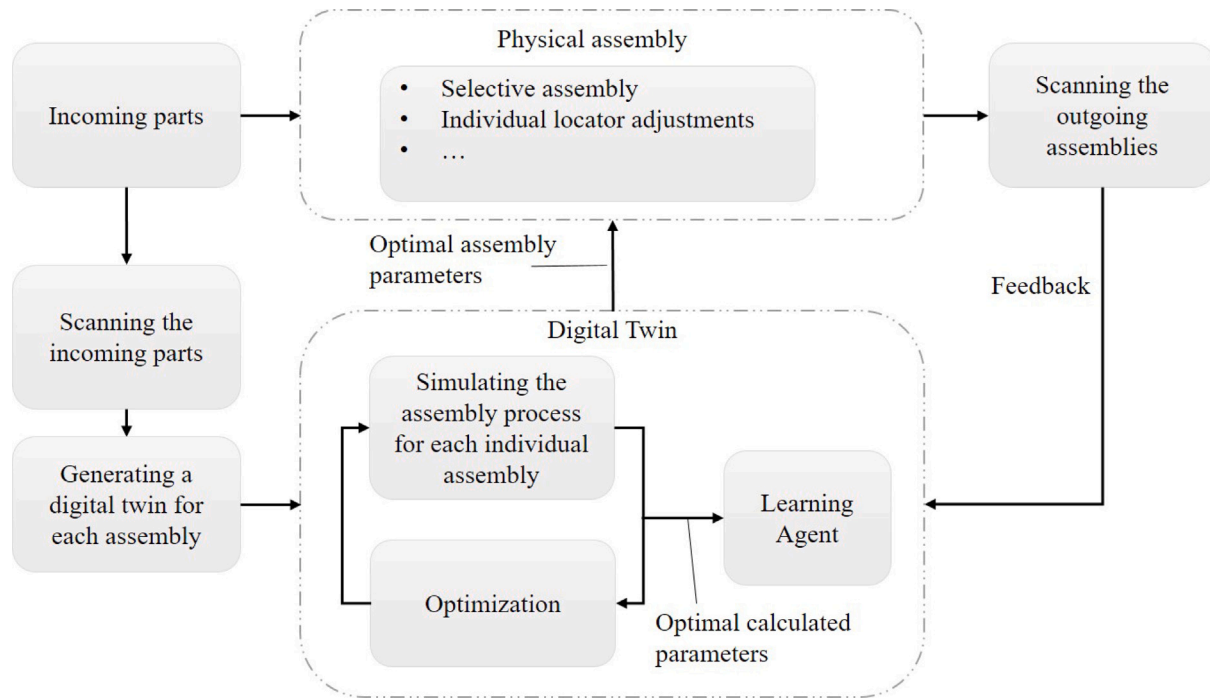 Physical assembly
Incoming parts
• Selective assembly
• Individual locator adjustments
• …
Scanning the
outgoing
assemblies
Optimal assembly
parameters
Feedback
Scanning the
incoming parts
Digital Twin
Simulating the
assembly process
for each individual
assembly
Generating a
digital twin for
each assembly
Learning
Agent
Optimization
Optimal calculated
parameters